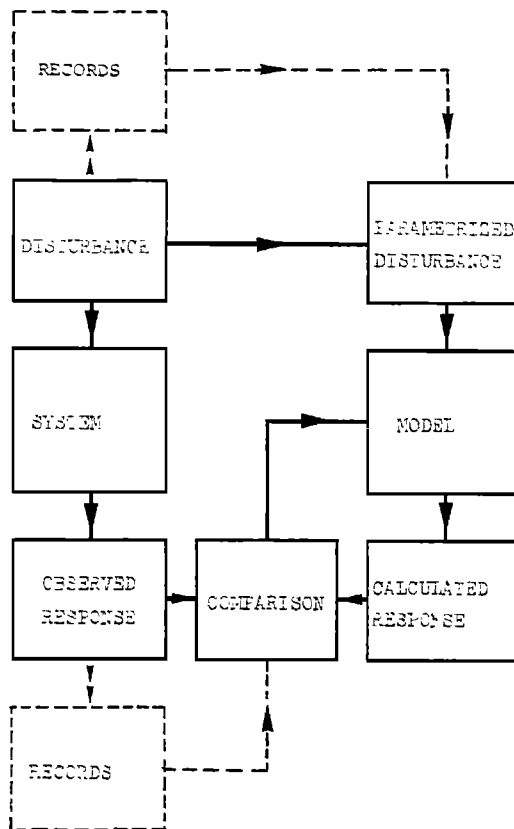 RECORDS
DISTURBANCE
PARAMETRIZED
DISTURBANCE
SYSTEM
MODEL
OBSERVED
RESPONSE
COMPARISON
CALCULATED
RESPONSE
RECORDS